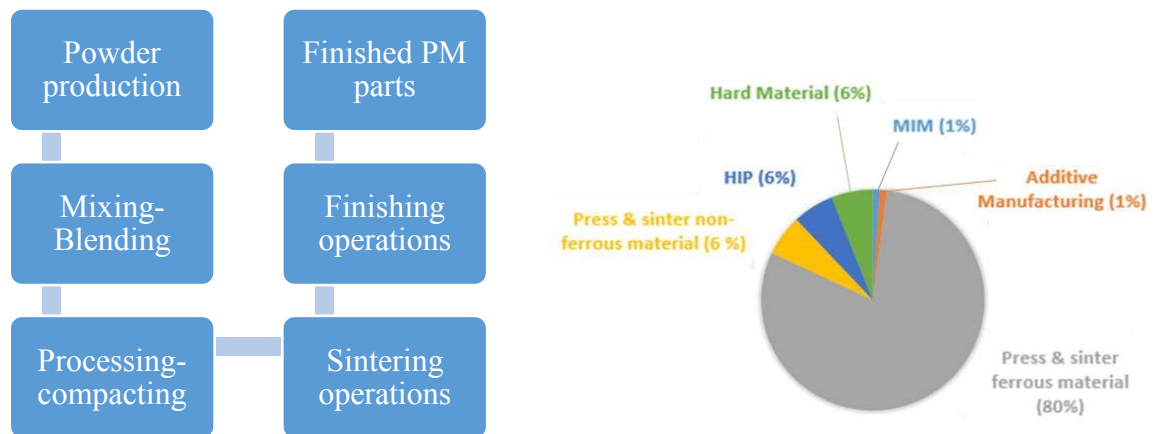 Powder
production
Mixing-
Blending
Processing-
compacting
Sintering
operations
Finishing
operations
Finished PM
parts
Hard Material (6%)
MIM (1%)
HIP (6%)
Additive
Manufacturing (1%)
Press & sinter non-
ferrous material (6 %)
Press & sinter
ferrous material
(80%)